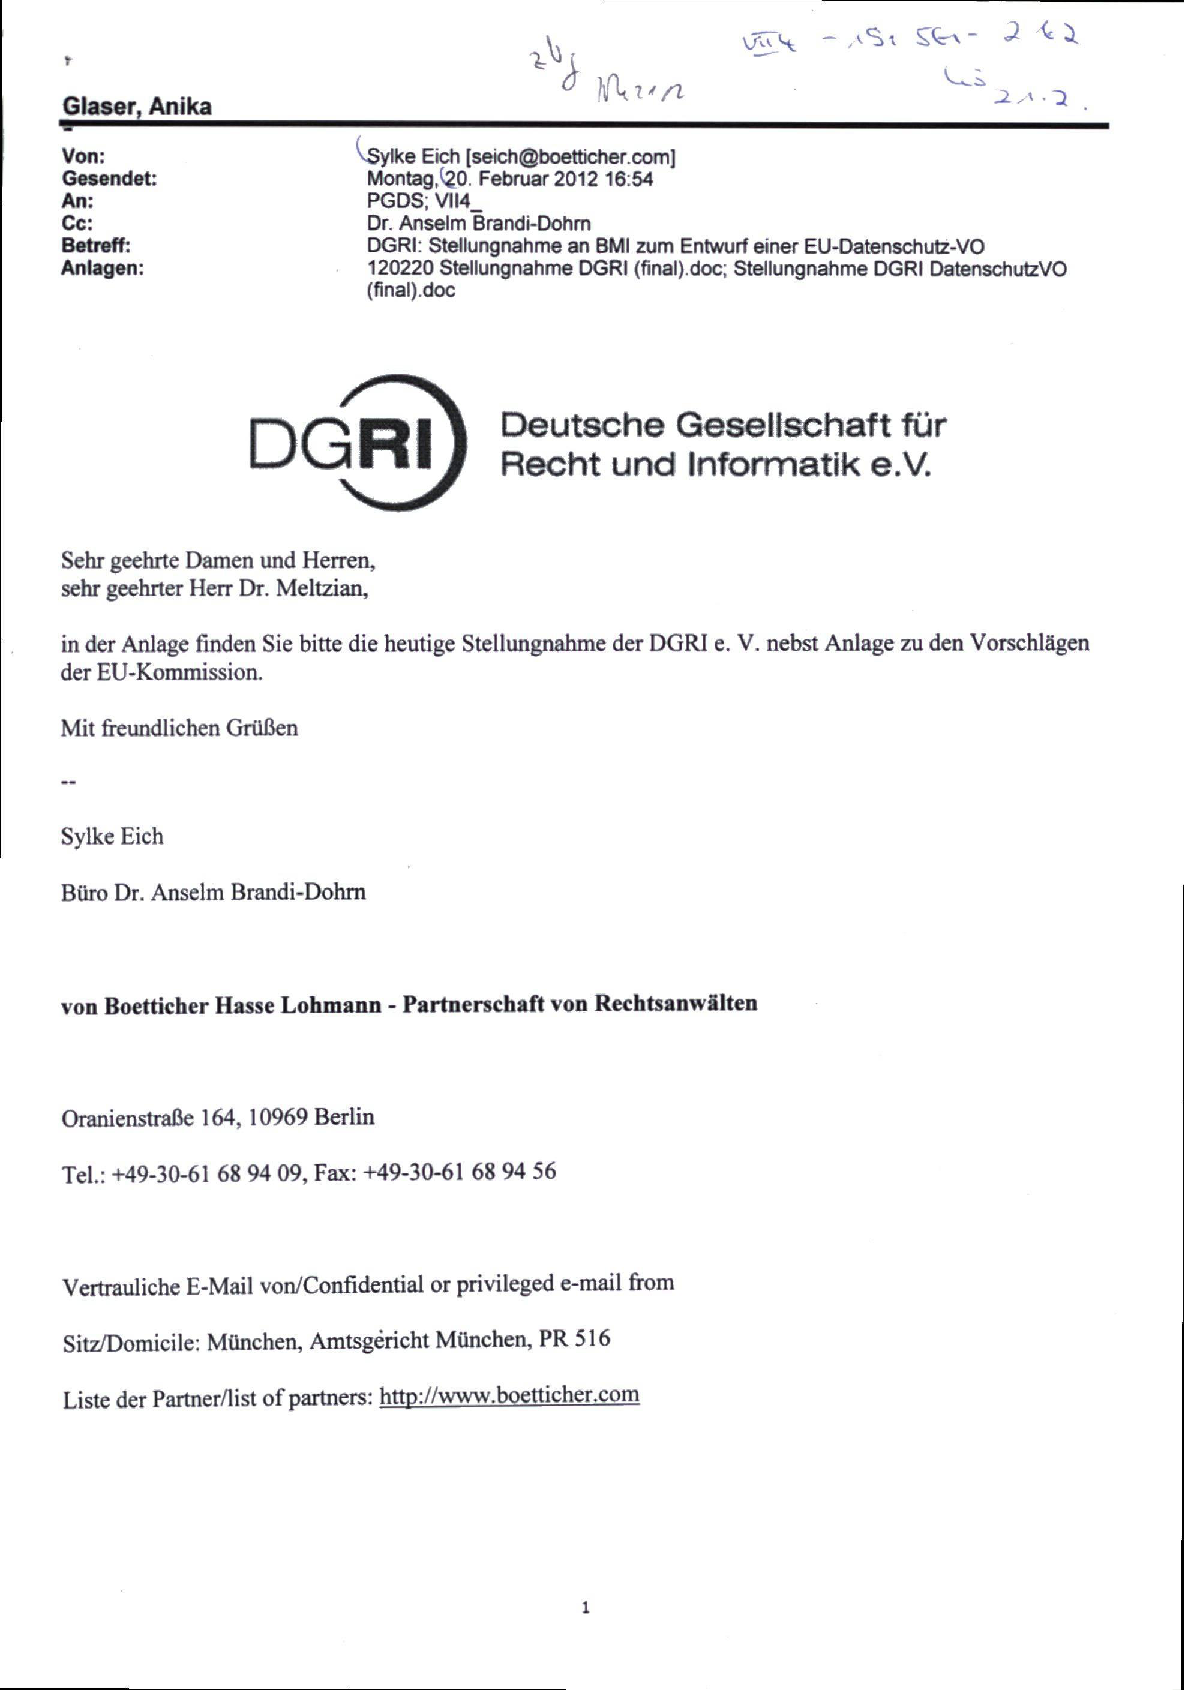 VII4
21.2.
Glaser, Anika
Von: Sylke Eich [seich@boetticher.com]
Gesendet: Montag, 20. Februar 2012 16:54
An: PGDS; VII4_
Cc: Dr. Anselm Brandi-Dohrn
Betreff: DGRI: Stellungnahme an BMI zum Entwurf einer EU-Datenschutz-VO
Anlagen: 120220 Stellungnahme DGRI (final).doc; Stellungnahme DGRI DatenschutzVO
(final).doc
DGRI
Deutsche Gesellschaft für
Recht und Informatik e.V.
Sehr geehrte Damen und Herren,
sehr geehrter Herr Dr. Meltzian,
in der Anlage finden Sie bitte die heutige Stellungnahme der DGRI e. V. nebst Anlage zu den Vorschlägen
der EU-Kommission.
Mit freundlichen Grüßen
--
Sylke Eich
Büro Dr. Anselm Brandi-Dohrn
von Boetticher Hasse Lohmann - Partnerschaft von Rechtsanwälten
Oranienstraße 164, 10969 Berlin
Tel.: +49-30-61 68 94 09, Fax: +49-30-61 68 94 56
Vertrauliche E-Mail von/Confidential or privileged e-mail from
Sitz/Domicile: München, Amtsgericht München, PR 516
Liste der Partner/list of partners: http://www.boetticher.com
1